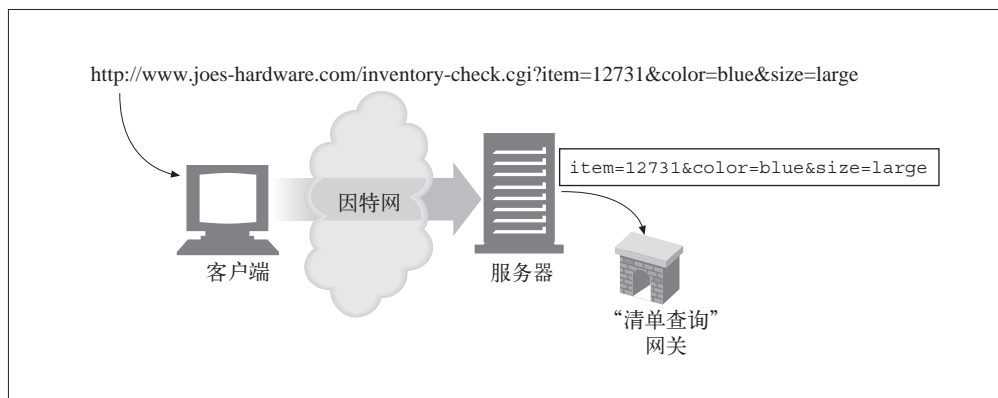 http://www.joes-hardware.com/inventory-check.cgi?item=12731&color=blue&size=large
item=12731&color=blue&size=large
因特网
客户端
服务器
“清单查询”
网关